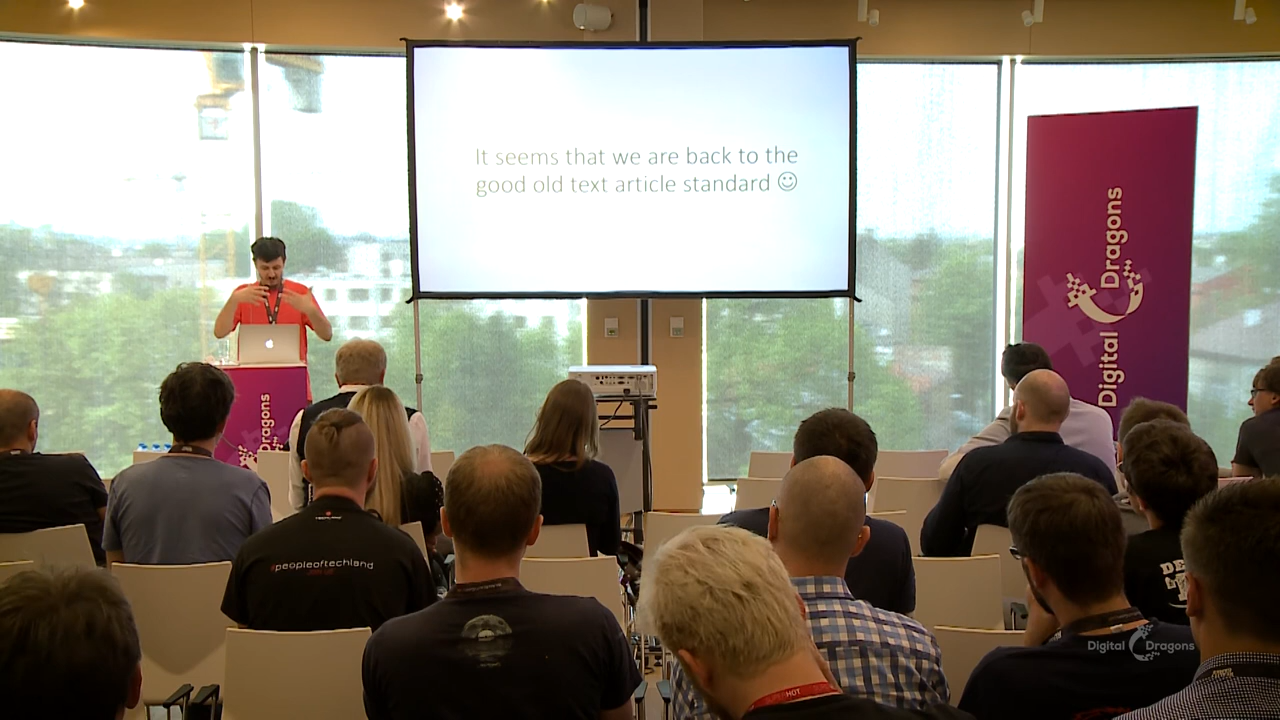 It seems that we are back to the
good old text article standard ☺
Digital Dragons
Dragons
#peopleoftechland
SUPERHOT
Digital Dragons